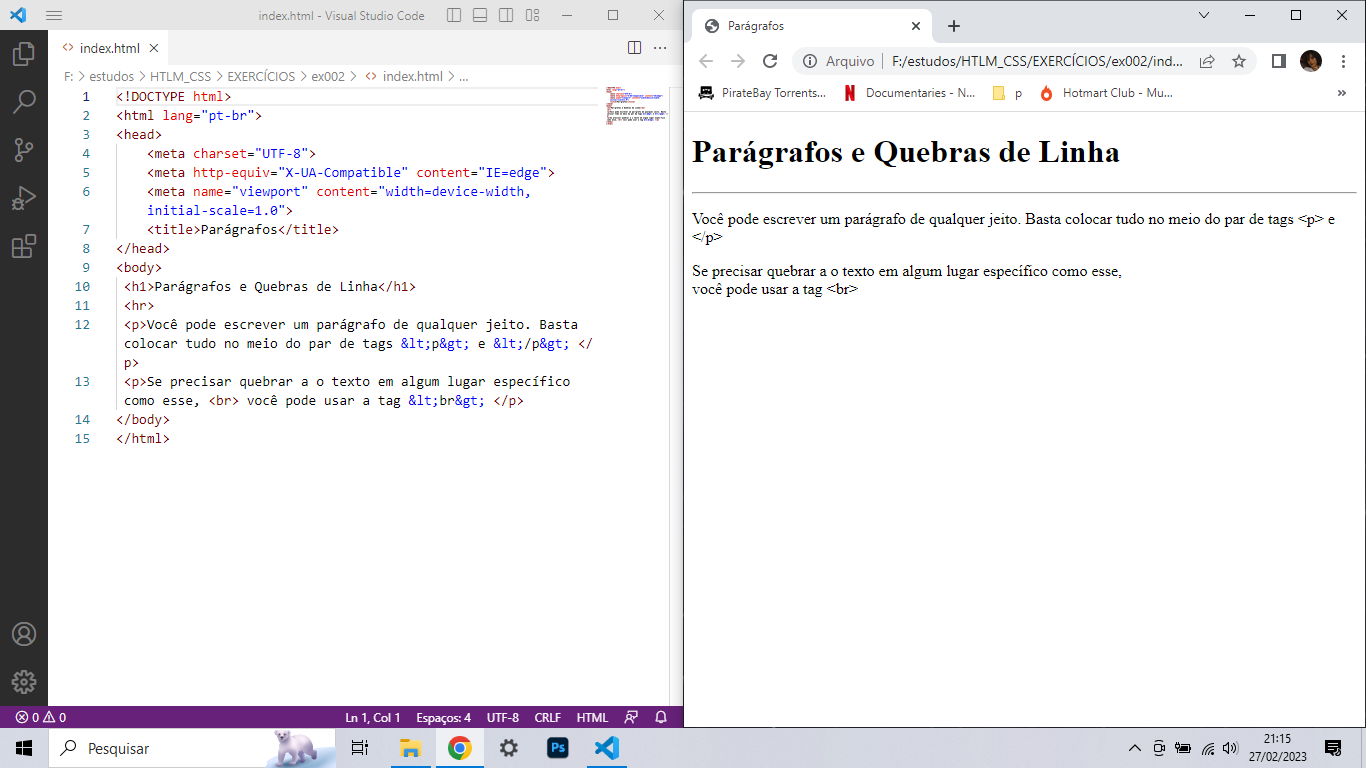 index.html - Visual Studio Code
index.html
F: > estudos > HTLM_CSS > EXERCÍCIOS > ex002 > <> index.html > ...
1 <!DOCTYPE html>
2 <html lang="pt-br">
3 <head>
4 <meta charset="UTF-8">
5 <meta http-equiv="X-UA-Compatible" content="IE=edge">
6 <meta name="viewport" content="width=device-width,
initial-scale=1.0">
7 <title>Parágrafos</title>
8 </head>
9 <body>
10 <h1>Parágrafos e Quebras de Linha</h1>
11 <hr>
12 <p>Você pode escrever um parágrafo de qualquer jeito. Basta
colocar tudo no meio do par de tags &lt;p&gt; e &lt;/p&gt; </
p>
13 <p>Se precisar quebrar a o texto em algum lugar específico
como esse, <br> você pode usar a tag &lt;br&gt; </p>
14 </body>
15 </html>
0 0 Ln 1, Col 1 Espaços: 4 UTF-8 CRLF HTML
Parágrafos
Arquivo | F:/estudos/HTLM_CSS/EXERCÍCIOS/ex002/ind...
PirateBay Torrents... Documentaries - N... p Hotmart Club - Mu... »
Parágrafos e Quebras de Linha
Você pode escrever um parágrafo de qualquer jeito. Basta colocar tudo no meio do par de tags <p> e
</p>
Se precisar quebrar a o texto em algum lugar específico como esse,
você pode usar a tag <br>
Pesquisar
Ps
21:15
27/02/2023